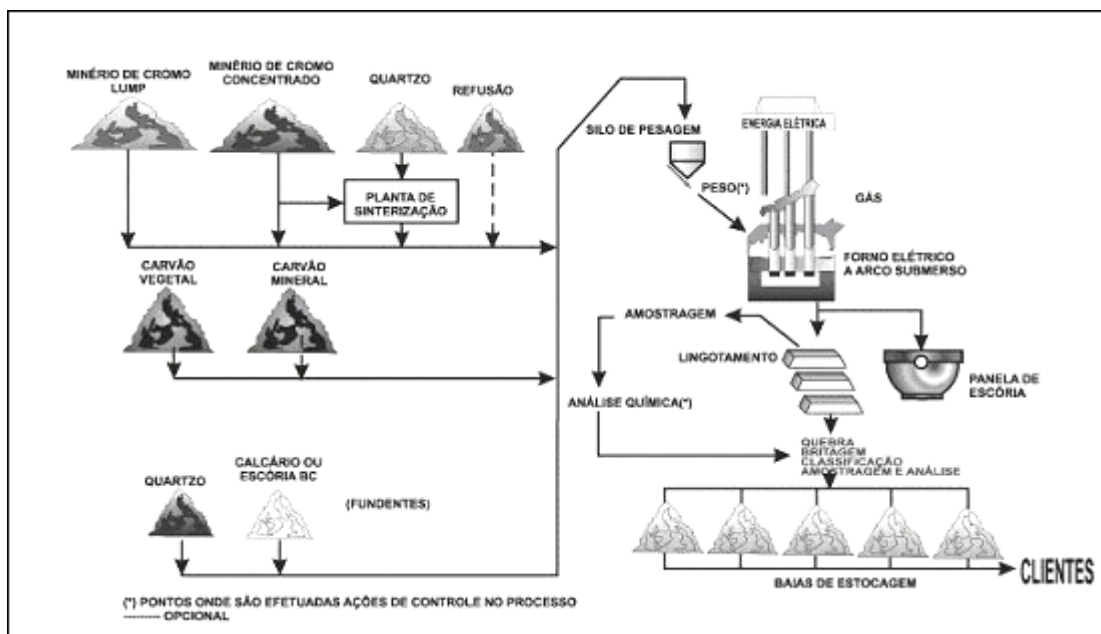 MINÉRIO DE CROMO
LUMP
MINÉRIO DE CROMO
CONCENTRADO
QUARTZO
REFUSÃO
PLANTA DE
SINTERIZAÇÃO
CARVÃO
VEGETAL
CARVÃO
MINERAL
QUARTZO
CALCÁRIO OU
ESCÓRIA BC
(FUNDENTES)
SILO DE PESAGEM
PESO(*)
ENERGIA ELÉTRICA
GÁS
FORNO ELÉTRICO
A ARCO SUBMERSO
AMOSTRAGEM
LINGOTAMENTO
PANELA DE
ESCÓRIA
ANÁLISE QUÍMICA(*)
QUEBRA
BRITAGEM
CLASSIFICAÇÃO
AMOSTRAGEM E ANÁLISE
BAIAS DE ESTOCAGEM
CLIENTES
(*) PONTOS ONDE SÃO EFETUADAS AÇÕES DE CONTROLE NO PROCESSO
--------- OPCIONAL